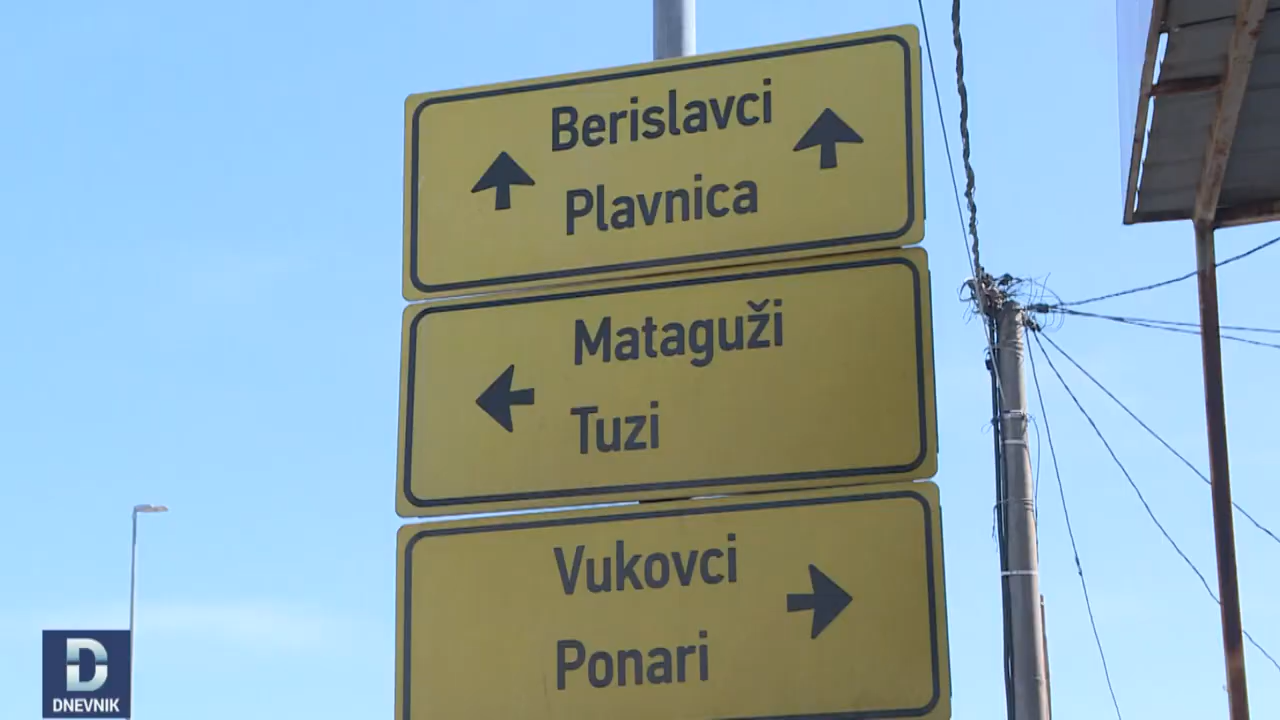 Berislavci
Plavnica
Mataguži
Tuzi
Vukovci
Ponari
D
DNEVNIK